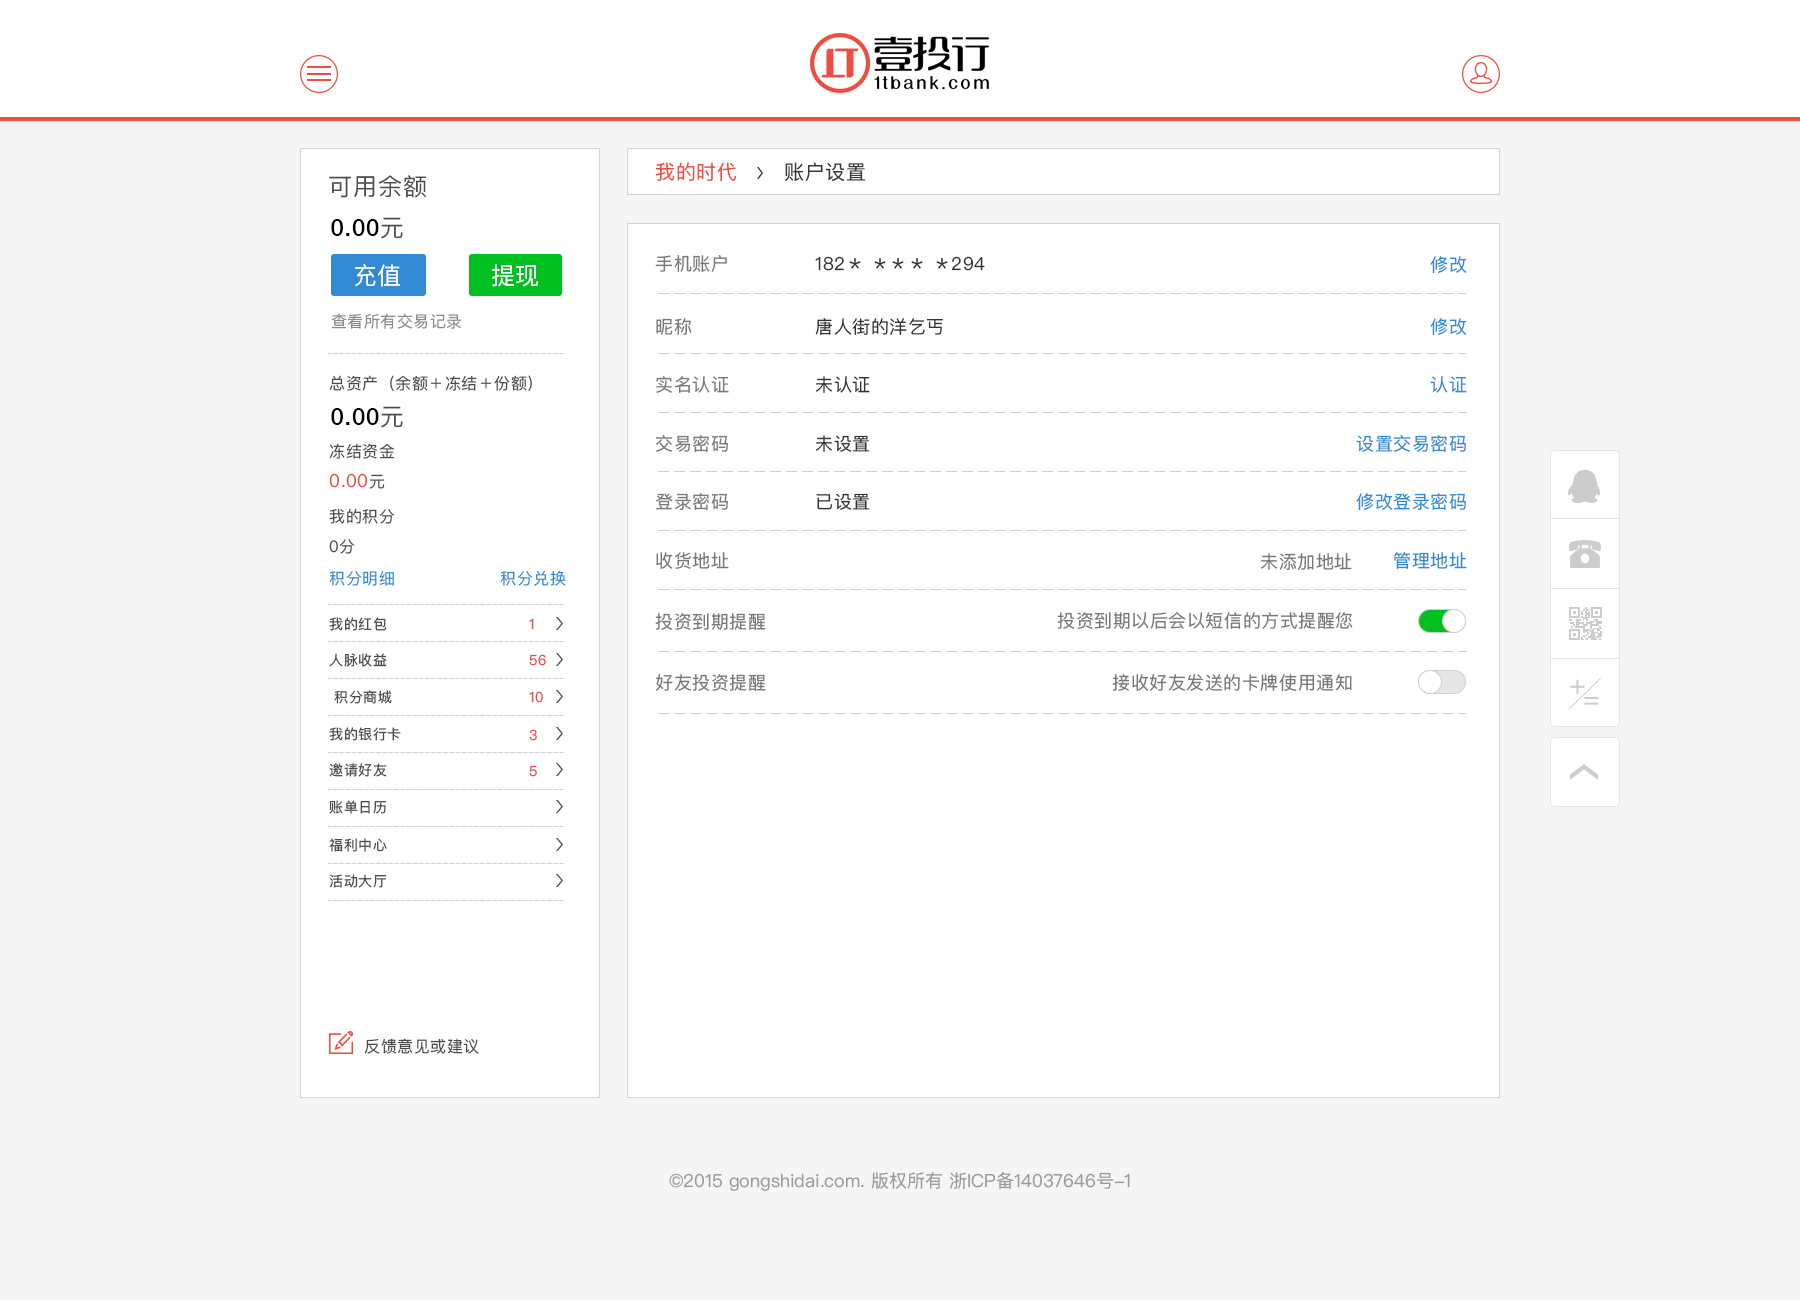 壹投行
1tbank.com
可用余额
0.00元
充值 提现
查看所有交易记录
总资产（余额＋冻结＋份额）
0.00元
冻结资金
0.00元
我的积分
0分
积分明细 积分兑换
我的红包 1
人脉收益 56
积分商城 10
我的银行卡 3
邀请好友 5
账单日历
福利中心
活动大厅
反馈意见或建议
我的时代 › 账户设置
手机账户 182* *** *294 修改
昵称 唐人街的洋乞丐 修改
实名认证 未认证 认证
交易密码 未设置 设置交易密码
登录密码 已设置 修改登录密码
收货地址 未添加地址 管理地址
投资到期提醒 投资到期以后会以短信的方式提醒您
好友投资提醒 接收好友发送的卡牌使用通知
©2015 gongshidai.com. 版权所有 浙ICP备14037646号-1